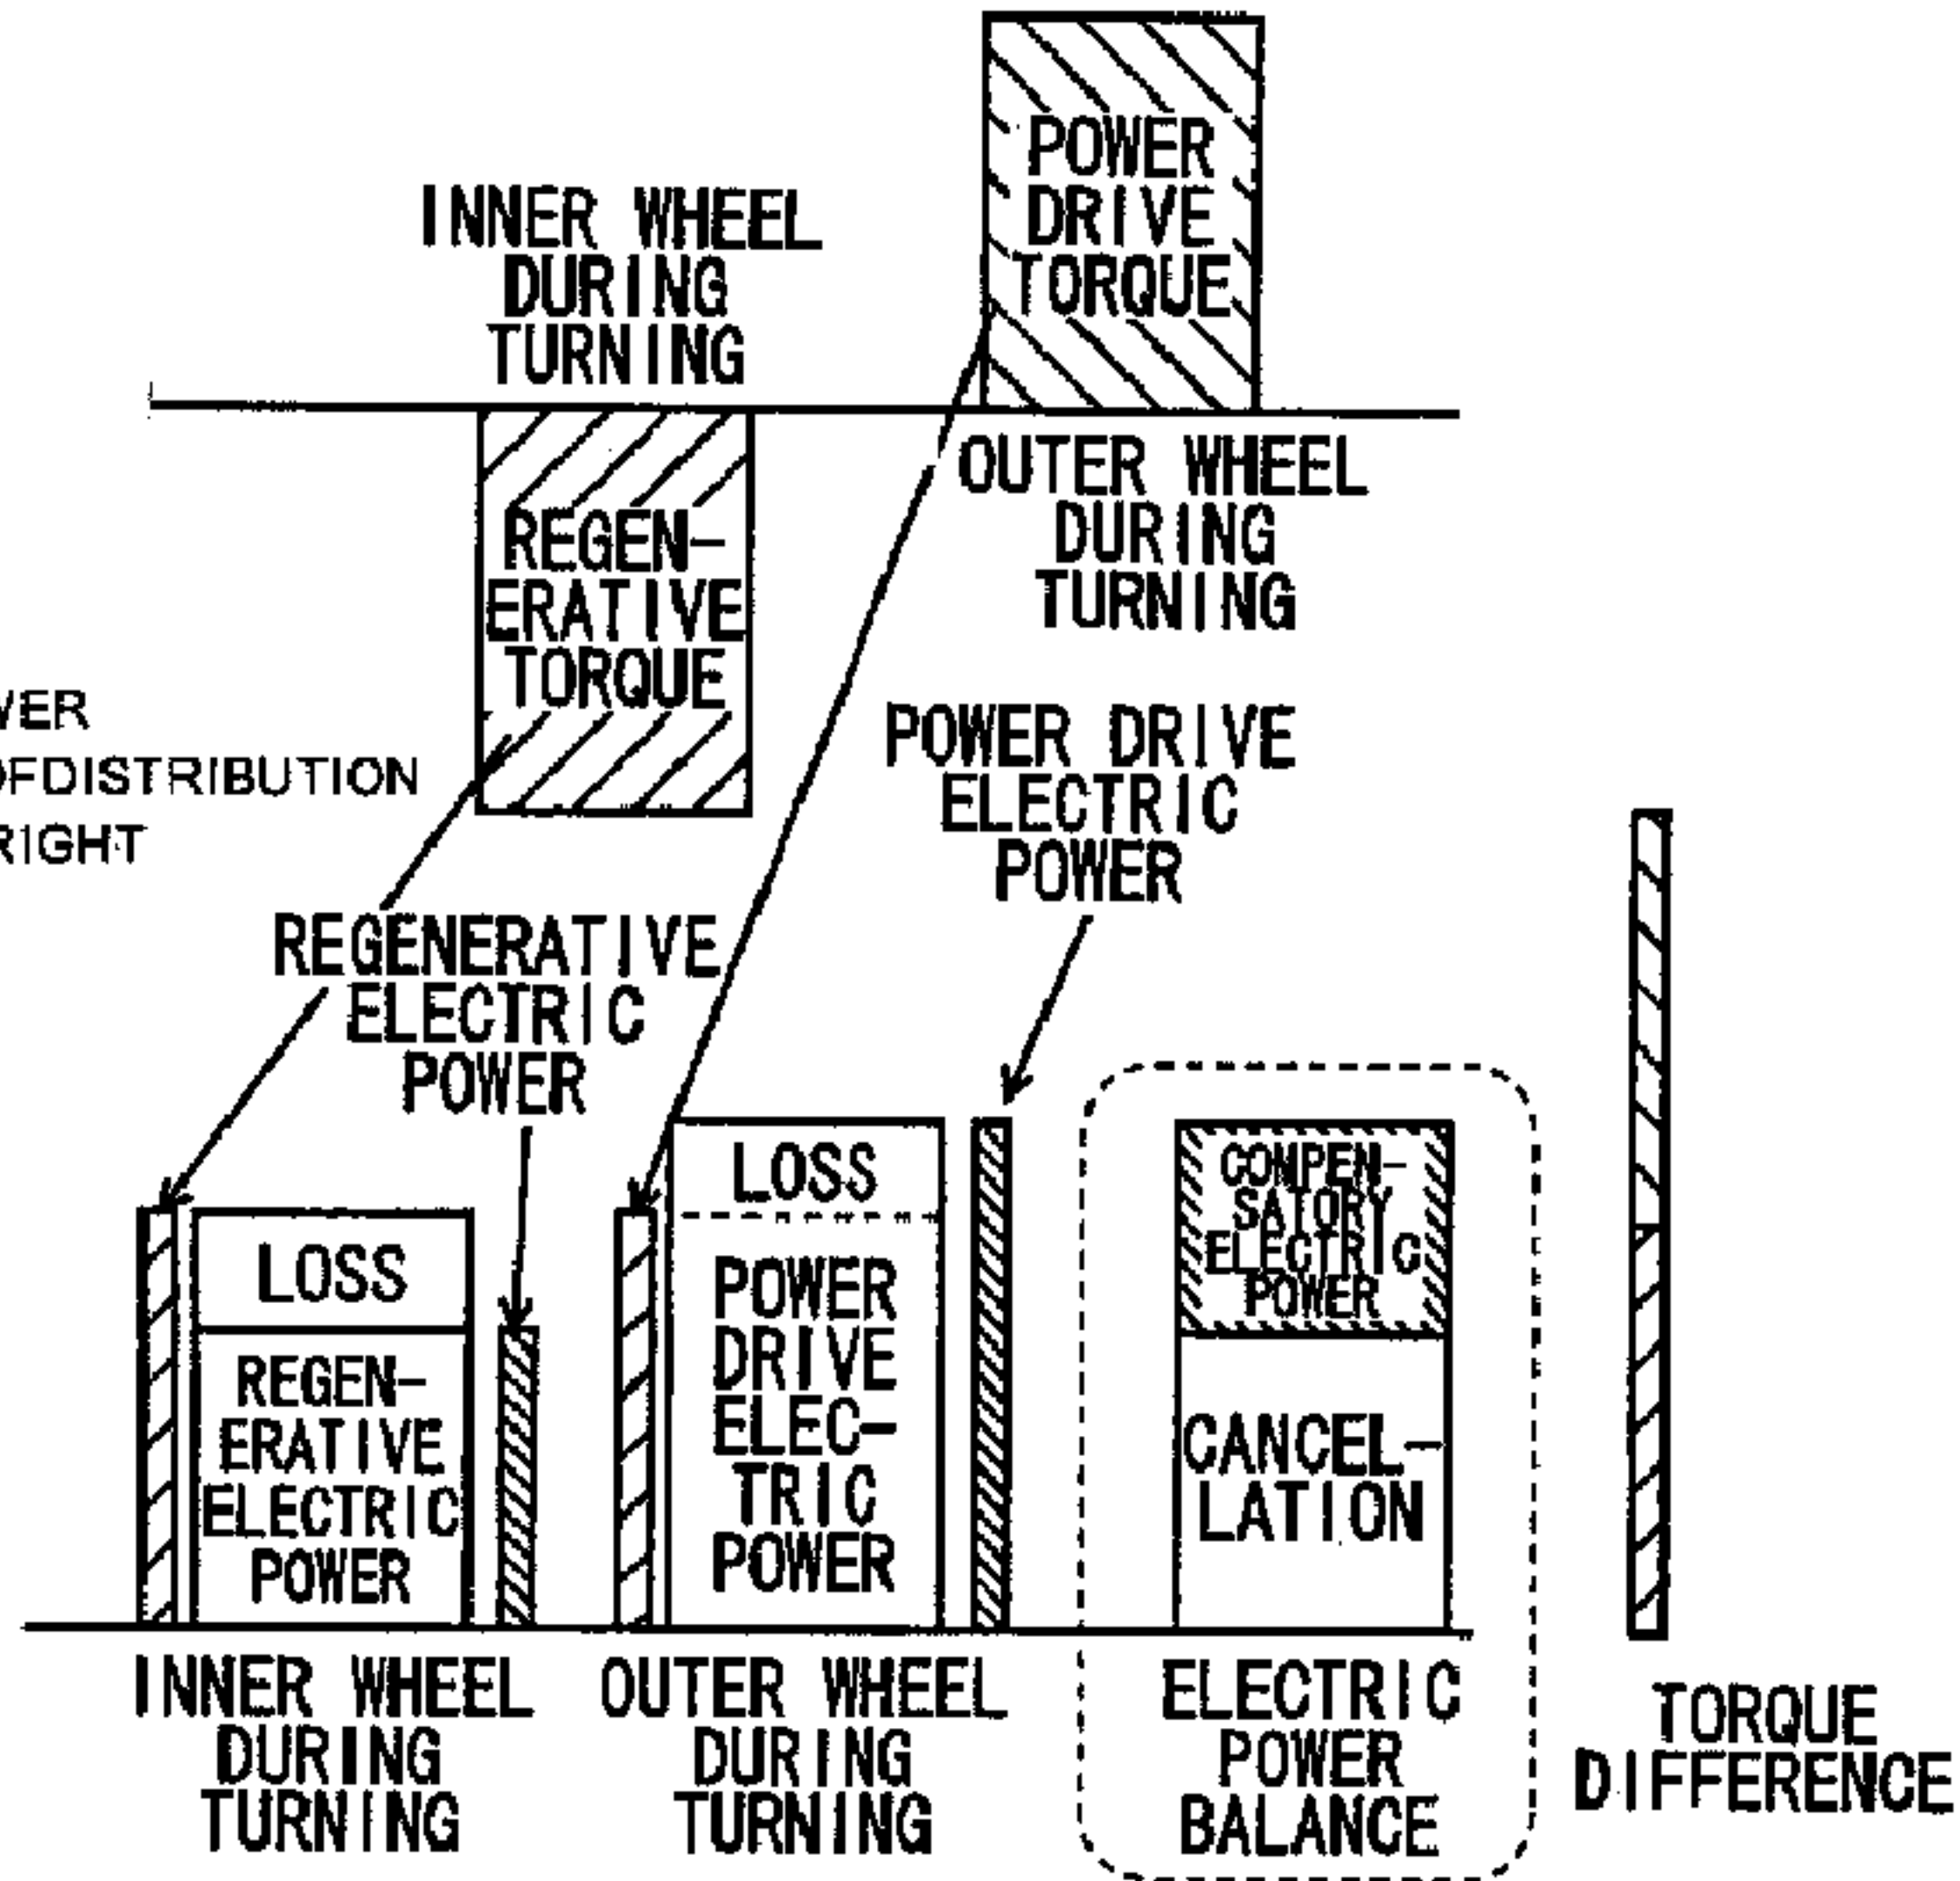 POWER
DRIVE
TORQUE
INNER WHEEL
DURING
TURNING
OUTER WHEEL
DURING
TURNING
REGEN-
ERATIVE
TORQUE
DISTRIBUTION
RIGHT
POWER DRIVE
ELECTRIC
POWER
REGENERATIVE
ELECTRIC
POWER
LOSS
REGEN-
ERATIVE
ELECTRIC
POWER
LOSS
POWER
DRIVE
ELEC-
TRIC
POWER
COMPEN-
SATORY
ELECTRIC
POWER
CANCEL-
LATION
INNER WHEEL
DURING
TURNING
OUTER WHEEL
DURING
TURNING
ELECTRIC
POWER
BALANCE
TORQUE
DIFFERENCE